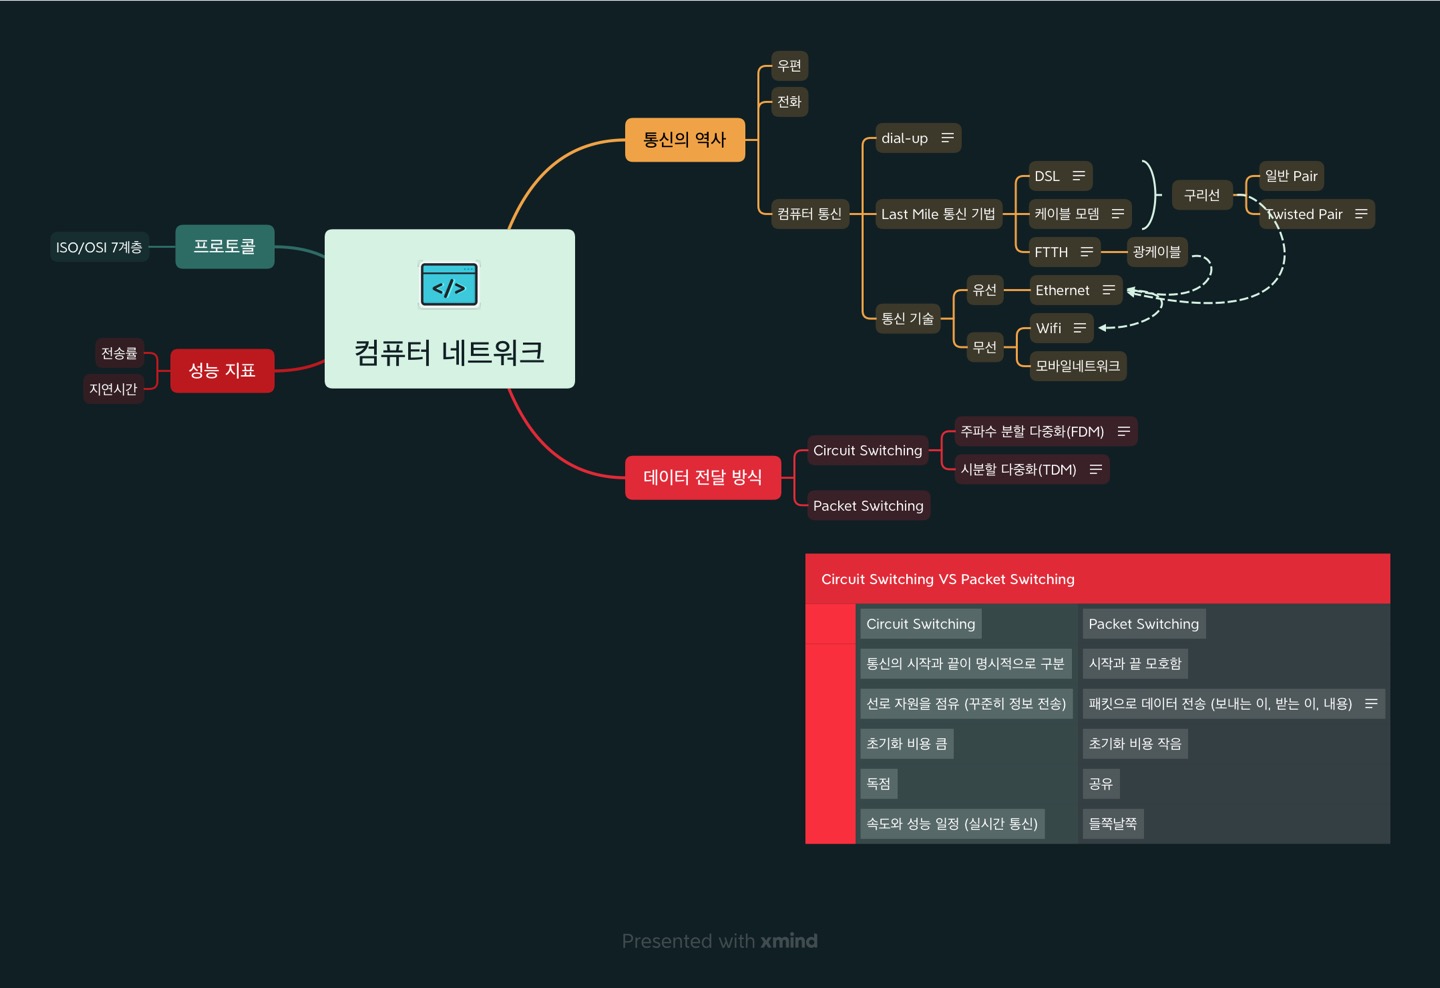 우편
전화
통신의 역사
dial-up
DSL
일반 Pair
구리선
컴퓨터 통신
Last Mile 통신 기법
케이블 모뎀
Twisted Pair
ISO/OSI 7계층
프로토콜
FTTH
광케이블
유선
Ethernet
통신 기술
Wifi
무선
</>
컴퓨터 네트워크
전송률
모바일네트워크
성능 지표
지연시간
주파수 분할 다중화(FDM)
Circuit Switching
시분할 다중화(TDM)
데이터 전달 방식
Packet Switching
Circuit Switching VS Packet Switching
Circuit Switching
Packet Switching
통신의 시작과 끝이 명시적으로 구분
시작과 끝 모호함
선로 자원을 점유 (꾸준히 정보 전송)
패킷으로 데이터 전송 (보내는 이, 받는 이, 내용)
초기화 비용 큼
초기화 비용 작음
독점
공유
속도와 성능 일정 (실시간 통신)
들쭉날쭉
Presented with xmind